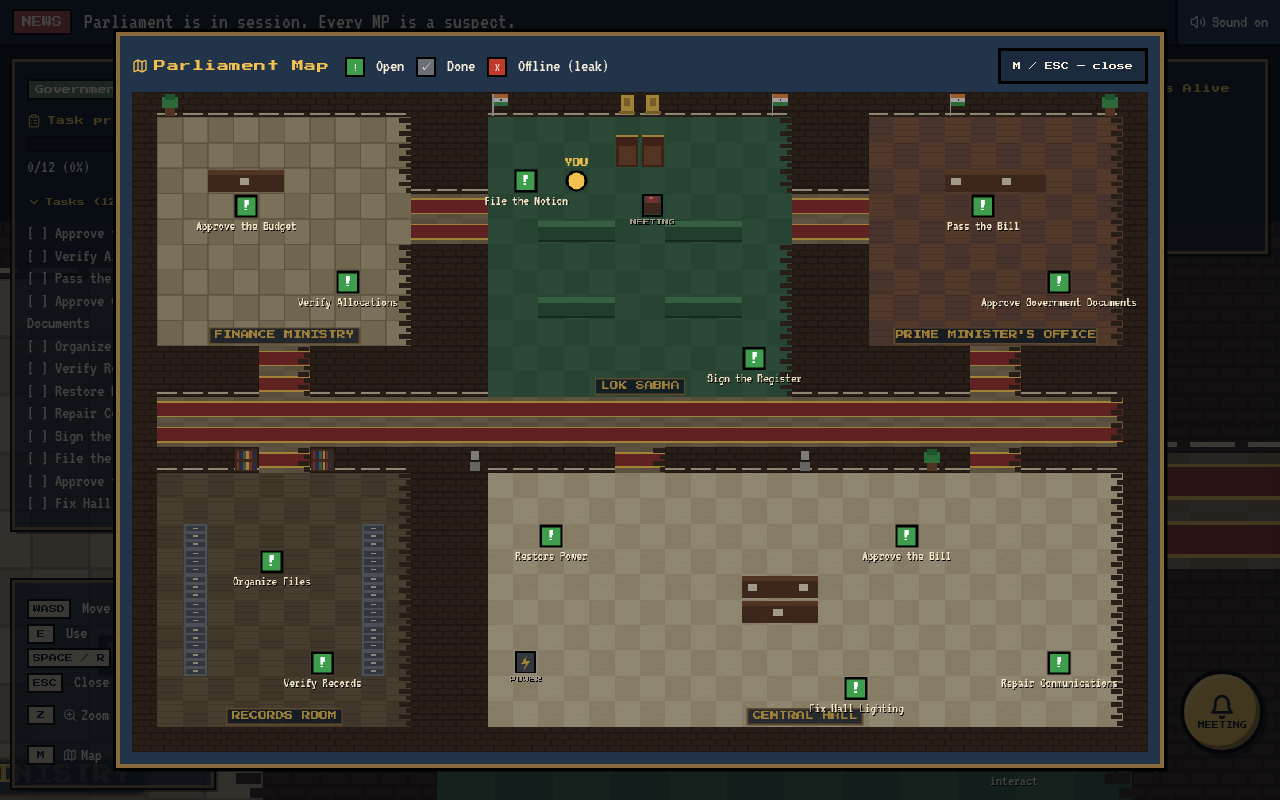 NEWS Parliament is in session. Every MP is a suspect. Sound on
Parliament Map ! Open ✓ Done x Offline (leak) M / ESC — close
s Alive
Task pr
0/12 (0%)
Tasks (12
[ ] Approve
[ ] Verify A
[ ] Pass the
[ ] Approve
Documents
[ ] Organize
[ ] Verify R
[ ] Restore
[ ] Repair C
[ ] Sign the
[ ] File the
[ ] Approve
[ ] Fix Hall
WASD Move
E Use
SPACE / R
ESC Close
Z Zoom
M Map
YOU
File the Motion
MEETING
Approve the Budget
Pass the Bill
Verify Allocations
Approve Government Documents
FINANCE MINISTRY
PRIME MINISTER'S OFFICE
Sign the Register
LOK SABHA
Restore Power
Approve the Bill
Organize Files
Verify Records
POWER
Repair Communications
Fix Hall Lighting
RECORDS ROOM
CENTRAL HALL
MEETING
INISTRY
interact